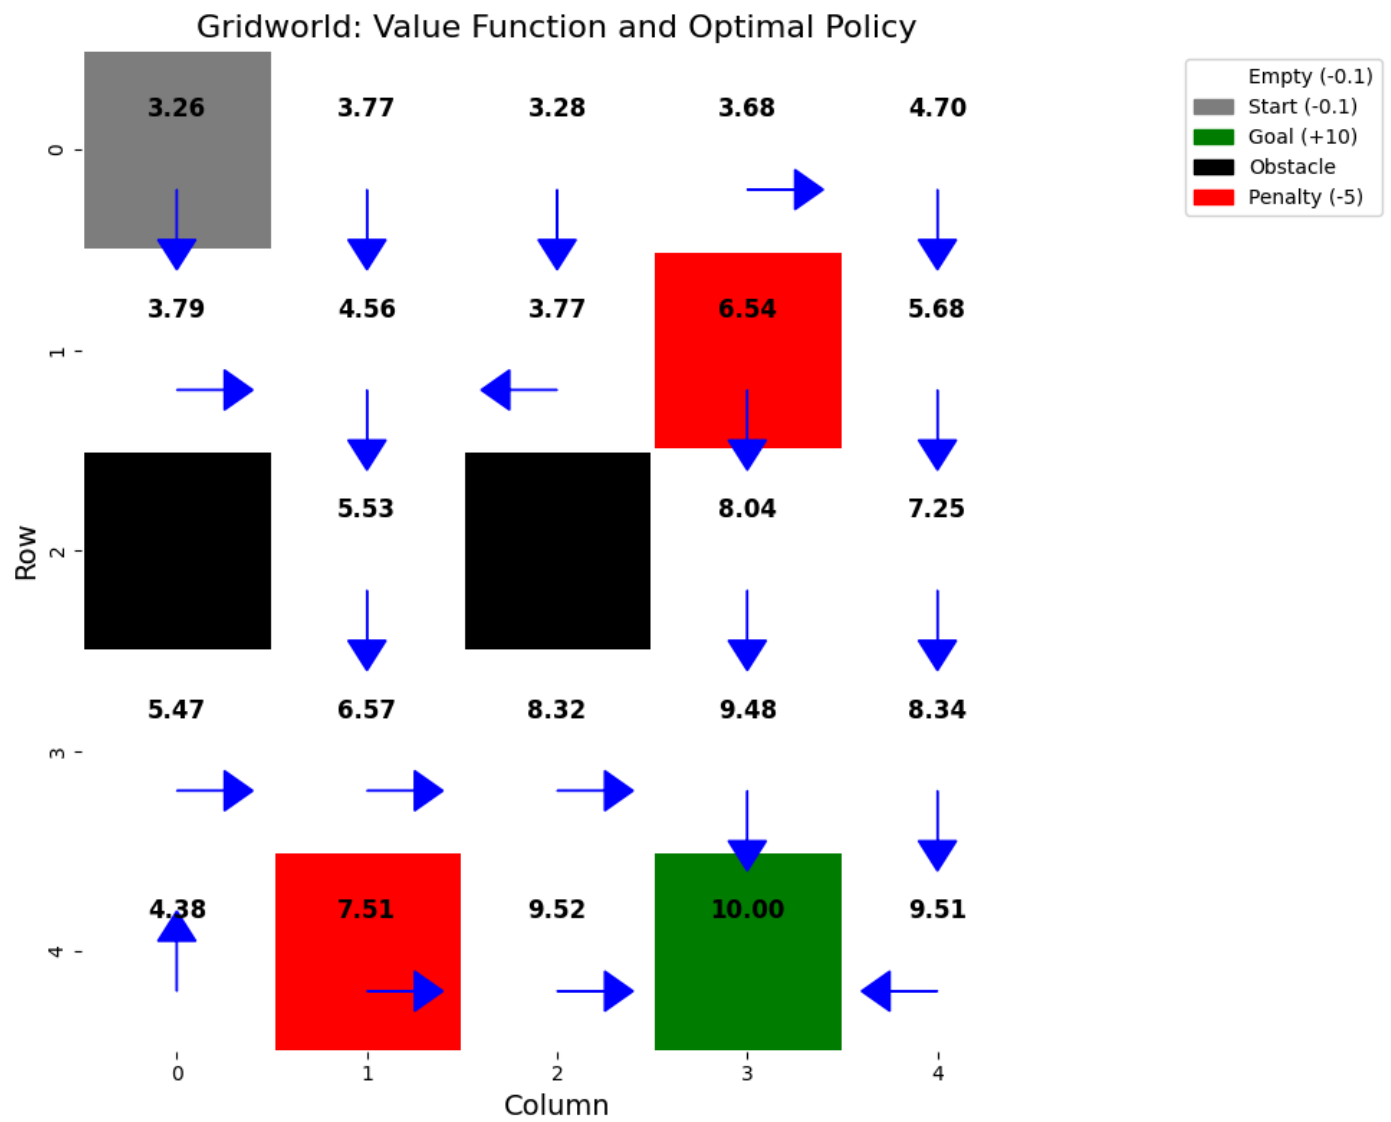 Gridworld: Value Function and Optimal Policy
Empty (-0.1)
Start (-0.1)
Goal (+10)
Obstacle
Penalty (-5)
0
3.26 3.77 3.28 3.68 4.70
1
3.79 4.56 3.77 6.54 5.68
2
5.53 8.04 7.25
3
5.47 6.57 8.32 9.48 8.34
4
4.38 7.51 9.52 10.00 9.51
Row
0 1 2 3 4
Column